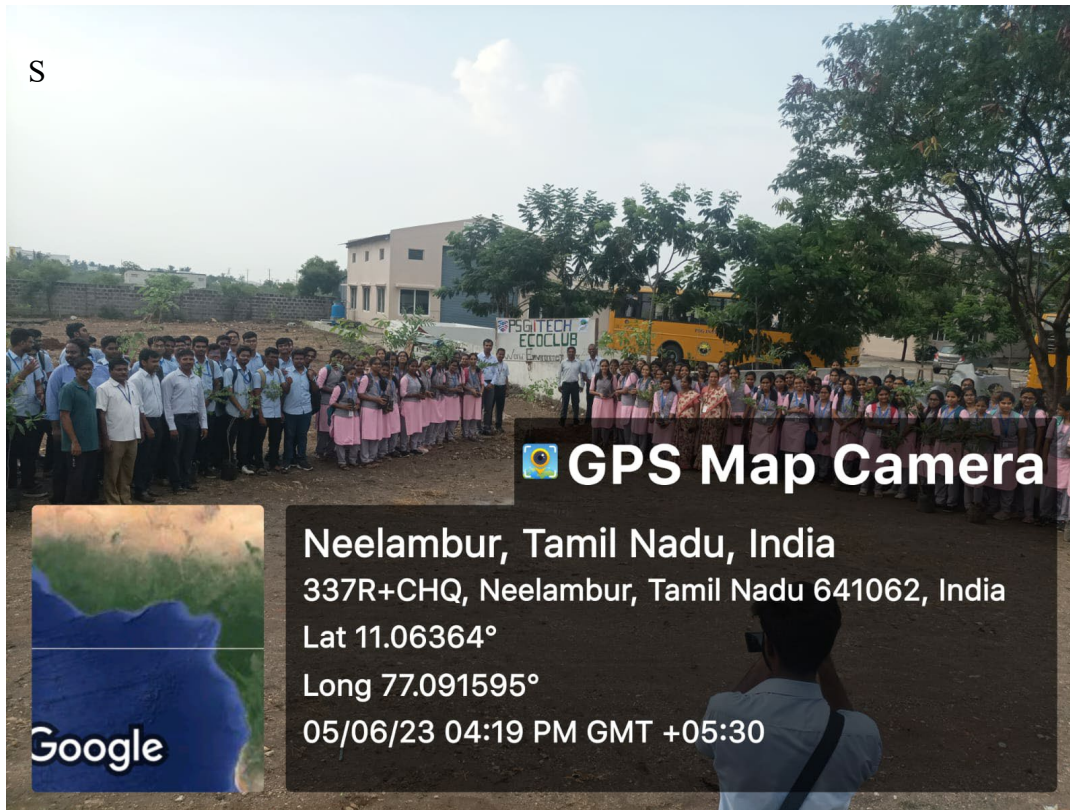 S
PSGiTECH
ECOCLUB
GPS Map Camera
Neelambur, Tamil Nadu, India
337R+CHQ, Neelambur, Tamil Nadu 641062, India
Lat 11.06364°
Long 77.091595°
05/06/23 04:19 PM GMT +05:30
Google